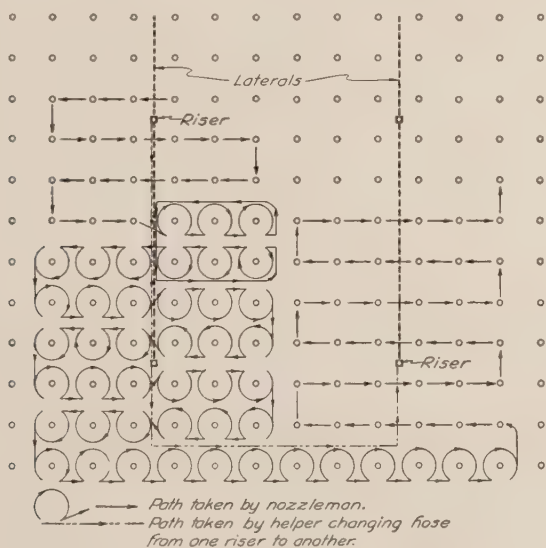 Laterals
Riser
Riser
Path taken by nozzleman.
Path taken by helper changing hose
from one riser to another.